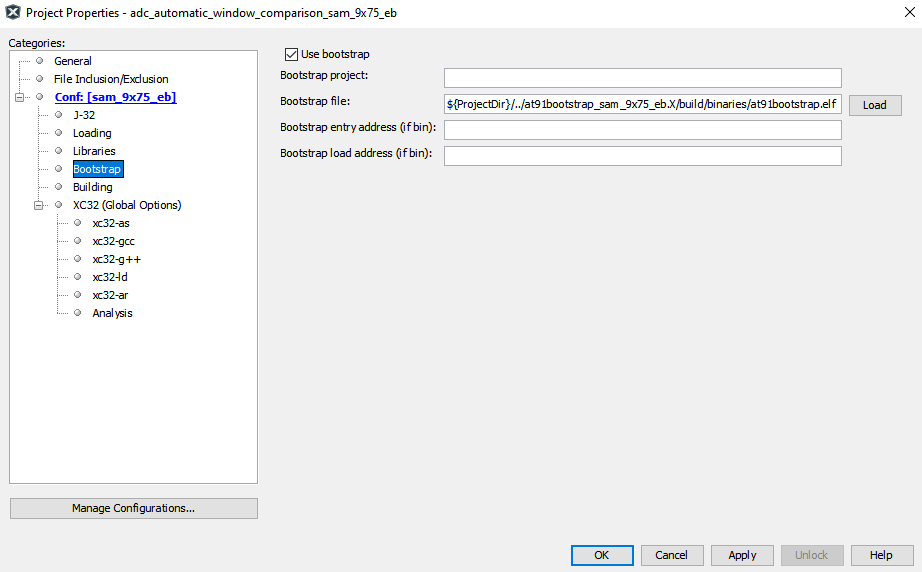 Project Properties - adc_automatic_window_comparison_sam_9x75_eb
Categories:
General
File Inclusion/Exclusion
Conf: [sam_9x75_eb]
J-32
Loading
Libraries
Bootstrap
Building
XC32 (Global Options)
xc32-as
xc32-gcc
xc32-g++
xc32-ld
xc32-ar
Analysis
Manage Configurations...
Use bootstrap
Bootstrap project:
Bootstrap file: ${ProjectDir}/../at91bootstrap_sam_9x75_eb.X/build/binaries/at91bootstrap.elf Load
Bootstrap entry address (if bin):
Bootstrap load address (if bin):
OK Cancel Apply Unlock Help